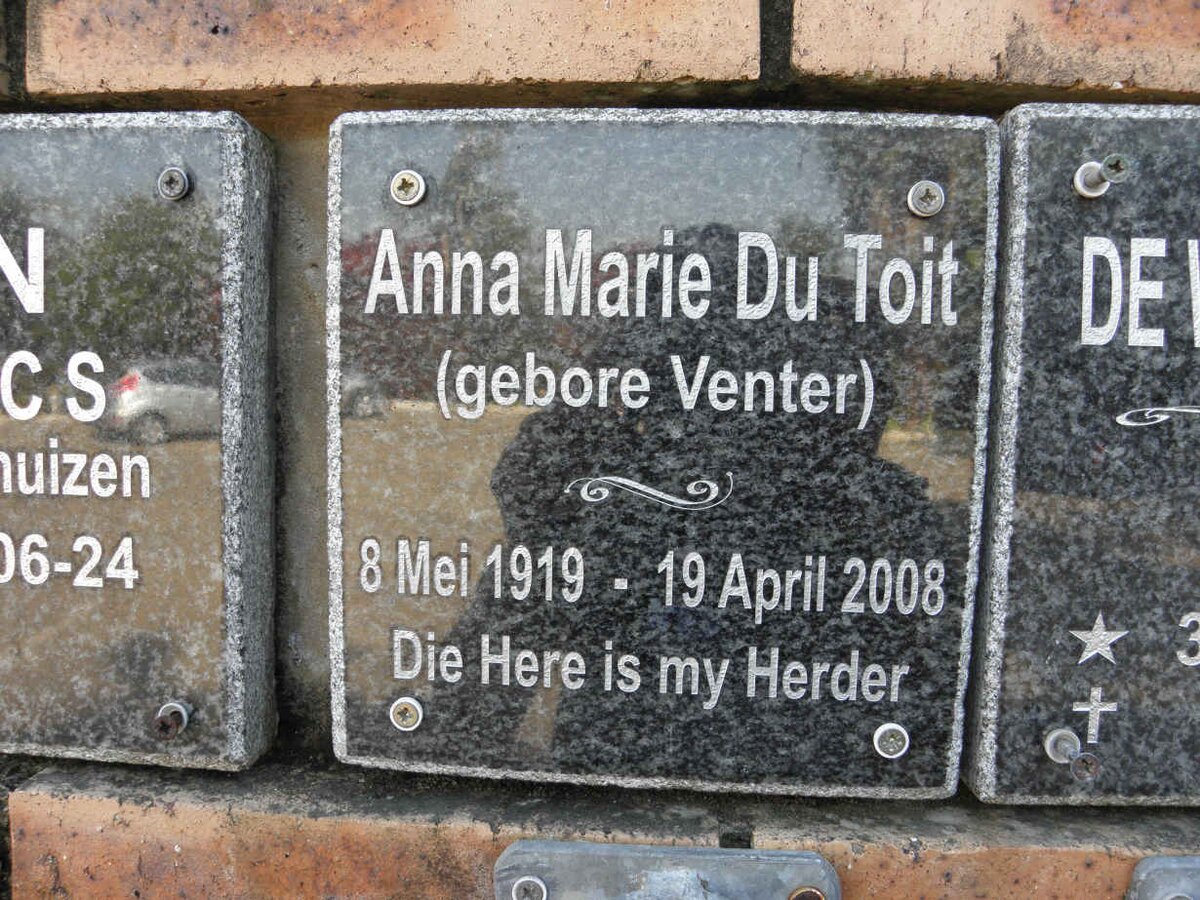 N
C S
huizen
06-24
Anna Marie Du Toit
(gebore Venter)
8 Mei 1919 - 19 April 2008
Die Here is my Herder
DE
3